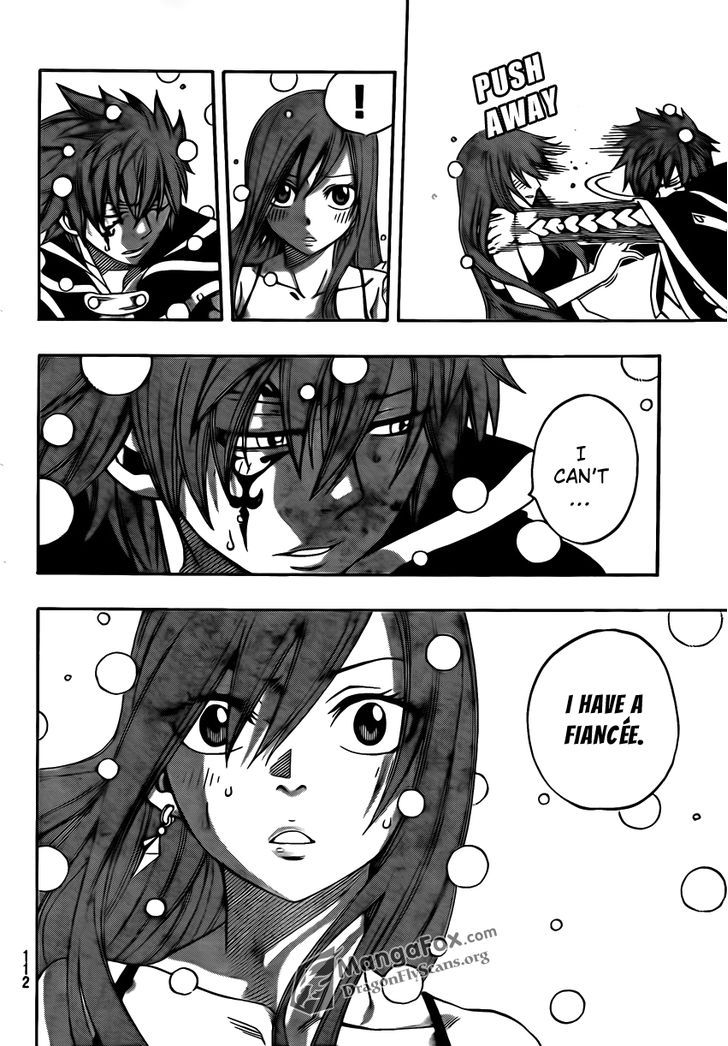 PUSH
AWAY
!
I
CAN'T
...
I HAVE A
FIANCÉE.
112
MangaFox.com
DragonFlyScans.org